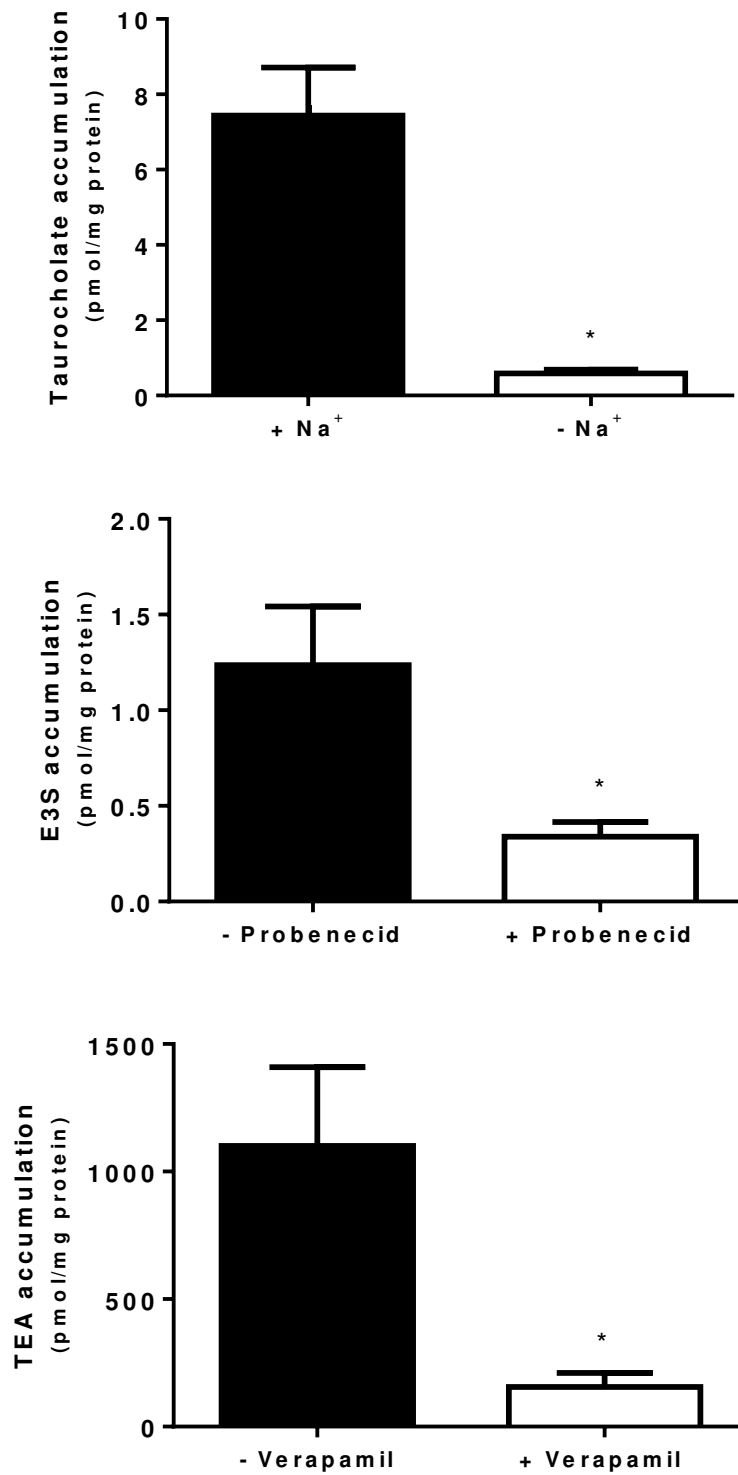 Taurocholate accumulation
(pmol/mg protein)
10
8
6
4
2
0
*
+ Na⁺
- Na⁺
E3S accumulation
(pmol/mg protein)
2.0
1.5
1.0
0.5
0.0
*
- Probenecid
+ Probenecid
TEA accumulation
(pmol/mg protein)
1500
1000
500
0
*
- Verapamil
+ Verapamil